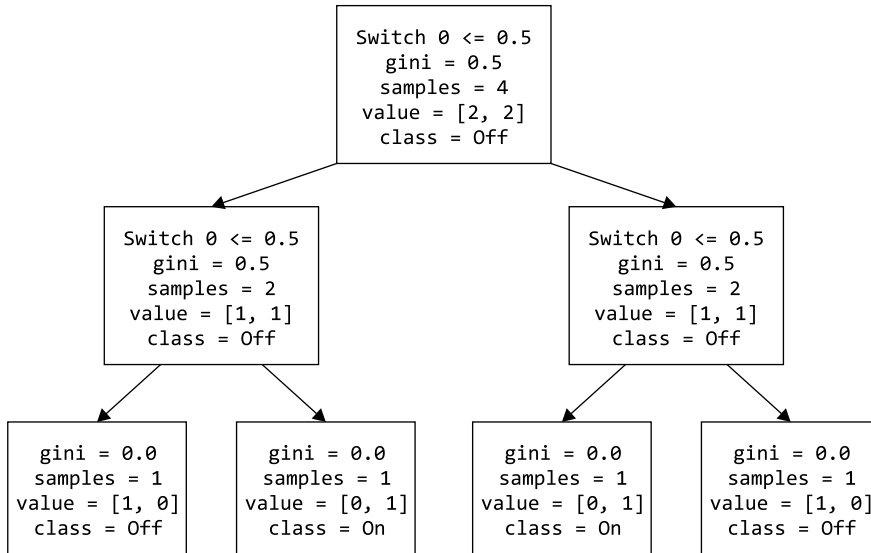 Switch 0 <= 0.5
gini = 0.5
samples = 4
value = [2, 2]
class = Off
Switch 0 <= 0.5
gini = 0.5
samples = 2
value = [1, 1]
class = Off
Switch 0 <= 0.5
gini = 0.5
samples = 2
value = [1, 1]
class = Off
gini = 0.0
samples = 1
value = [1, 0]
class = Off
gini = 0.0
samples = 1
value = [0, 1]
class = On
gini = 0.0
samples = 1
value = [0, 1]
class = On
gini = 0.0
samples = 1
value = [1, 0]
class = Off